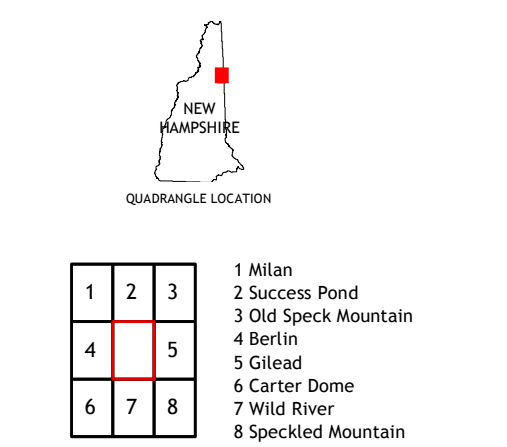 NEW
HAMPSHIRE
QUADRANGLE LOCATION
1 2 3
4 5
6 7 8
1 Milan
2 Success Pond
3 Old Speck Mountain
4 Berlin
5 Gilead
6 Carter Dome
7 Wild River
8 Speckled Mountain